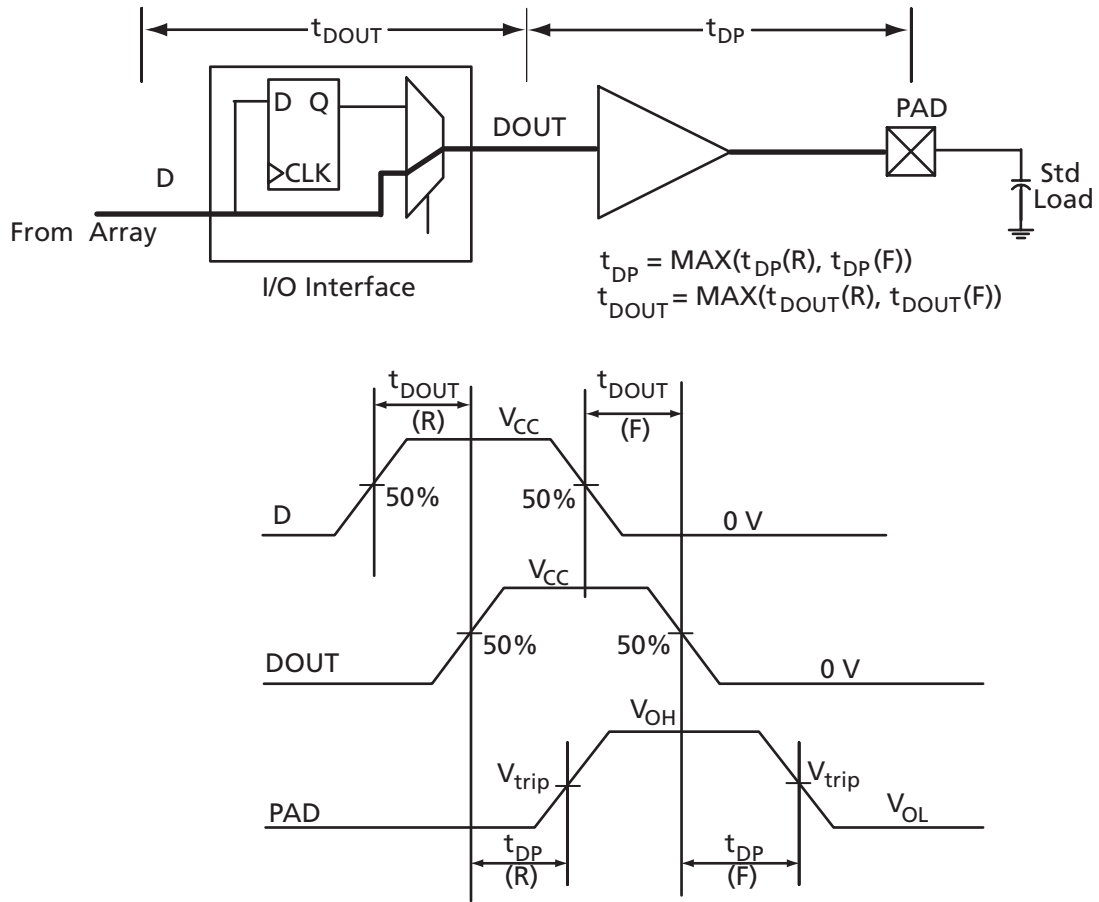 tDOUT
tDP
D Q
CLK
DOUT
PAD
D
Std
Load
From Array
I/O Interface
tDP = MAX(tDP(R), tDP(F))
tDOUT = MAX(tDOUT(R), tDOUT(F))
tDOUT
(R)
tDOUT
(F)
VCC
50%
50%
D
0 V
VCC
50%
50%
DOUT
0 V
VOH
Vtrip
Vtrip
PAD
VOL
tDP
(R)
tDP
(F)